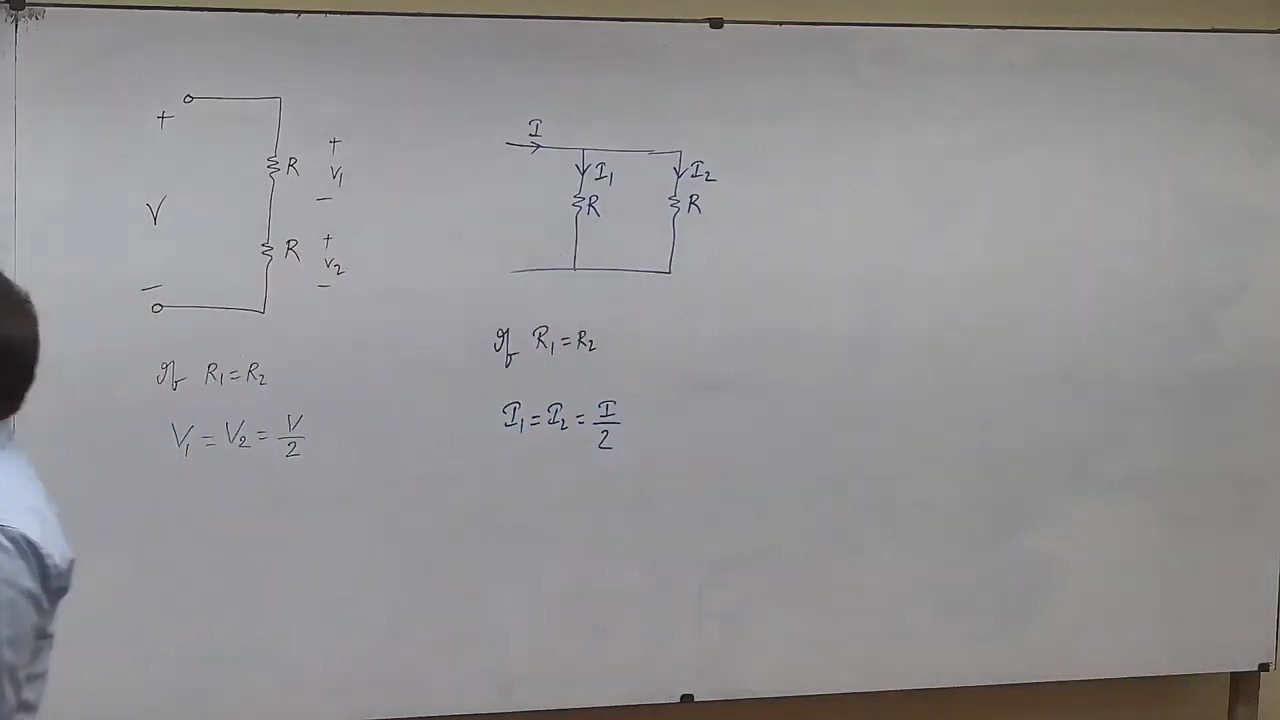 +
V
−
R
R
+
V₁
−
+
V₂
−
If R₁ = R₂
V₁ = V₂ = V/2
I
I₁
I₂
R
R
If R₁ = R₂
I₁ = I₂ = I/2